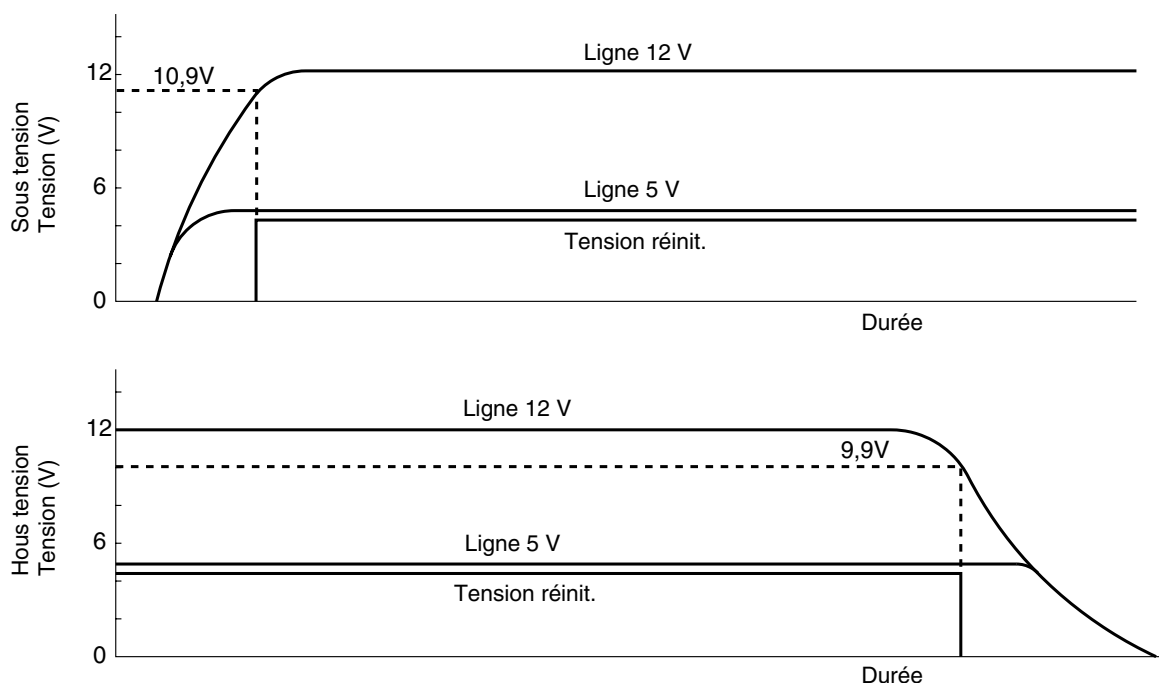 Sous tension
Tension (V)
12
6
0
10,9V
Ligne 12 V
Ligne 5 V
Tension réinit.
Durée
Hous tension
Tension (V)
12
6
0
Ligne 12 V
9,9V
Ligne 5 V
Tension réinit.
Durée